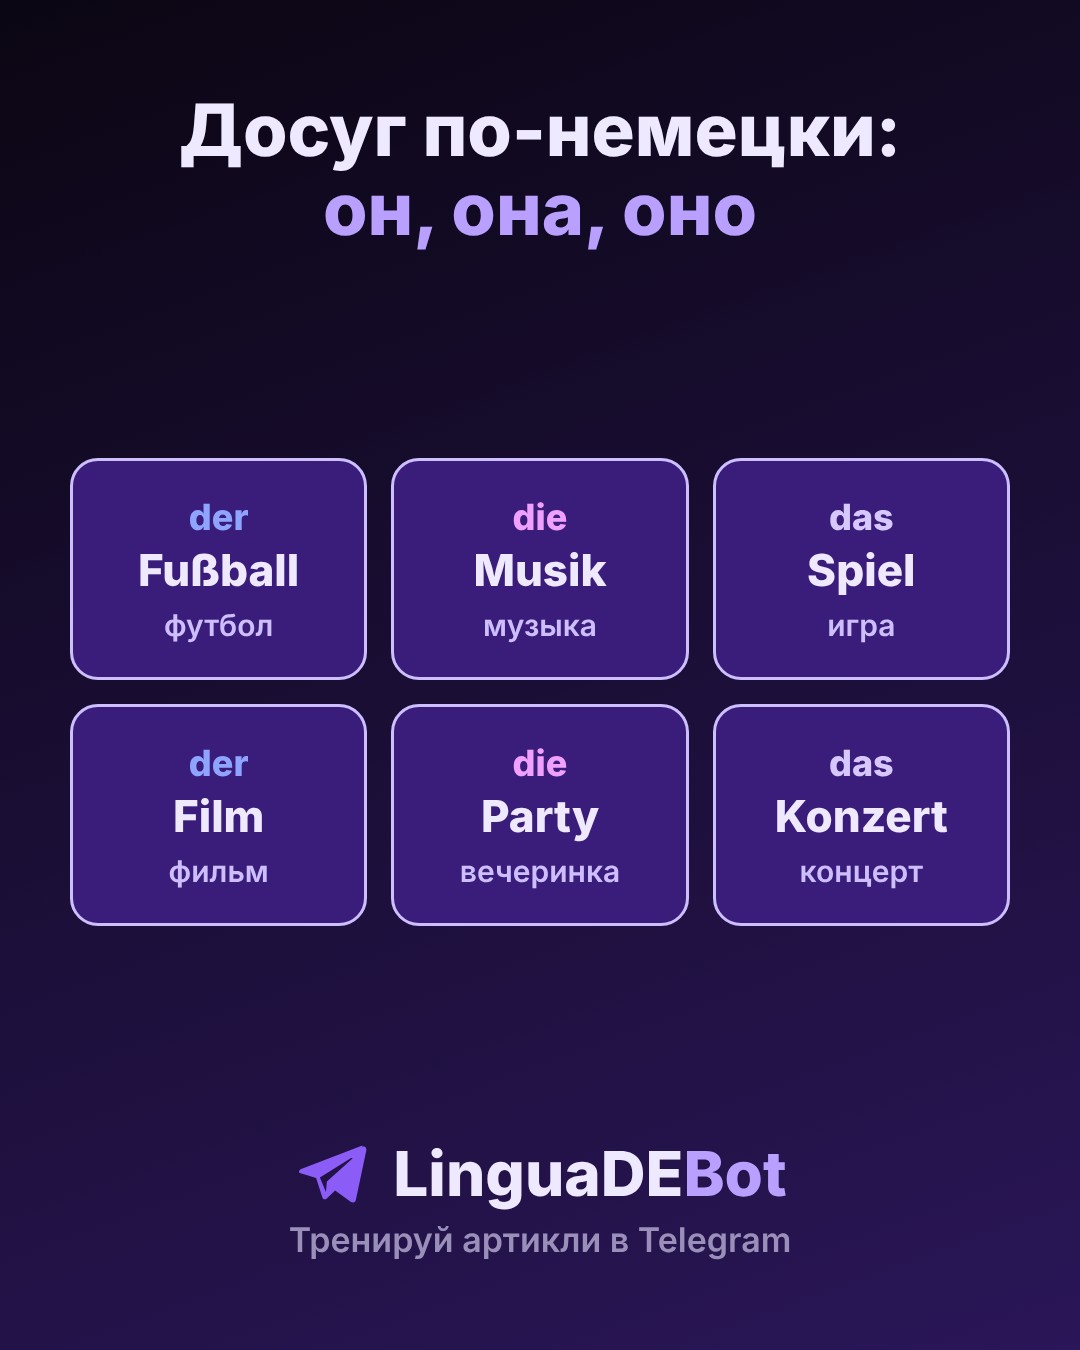 Досуг по-немецки:
он, она, оно
der
Fußball
футбол
die
Musik
музыка
das
Spiel
игра
der
Film
фильм
die
Party
вечеринка
das
Konzert
концерт
LinguaDEBot
Тренируй артикли в Telegram